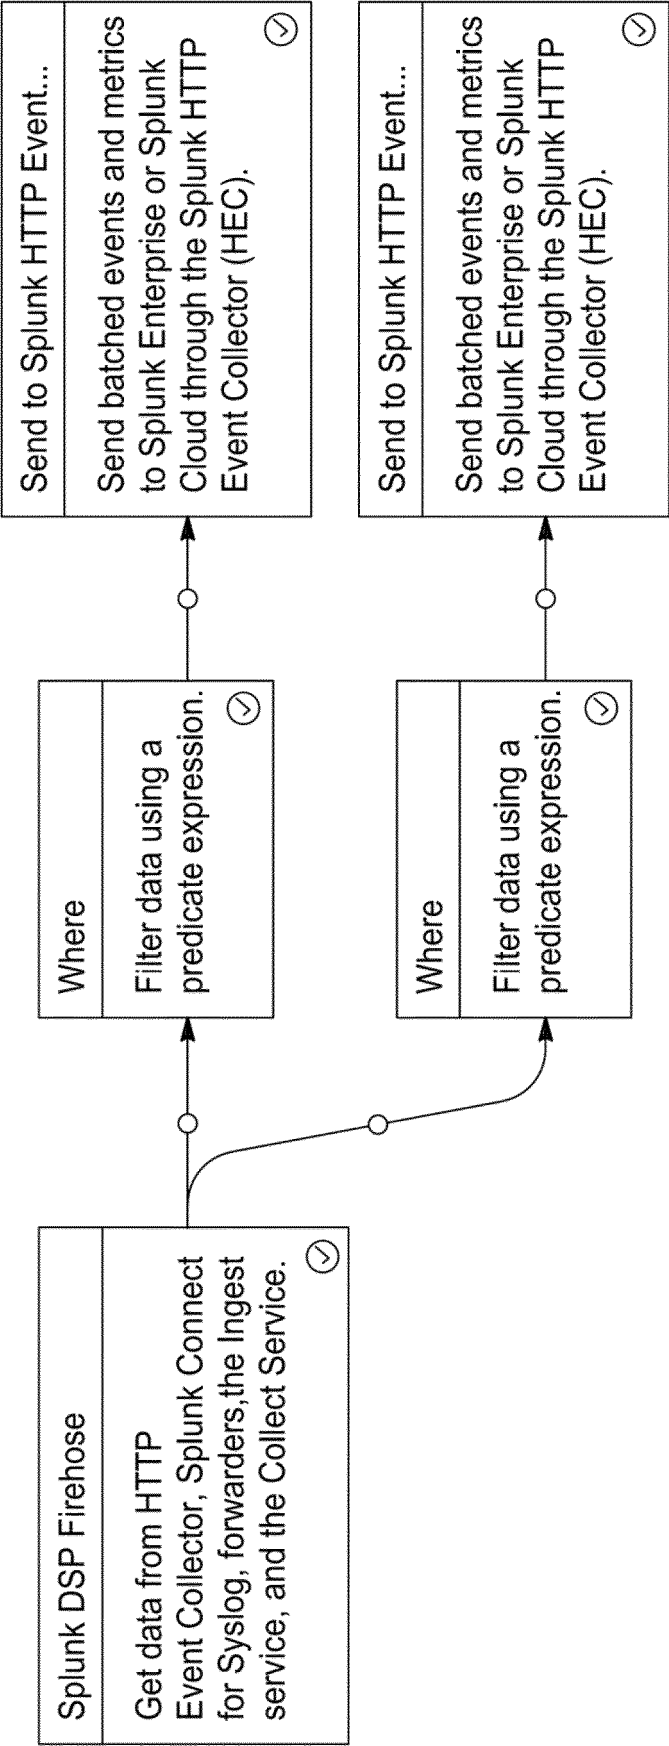 Splunk DSP Firehose
Get data from HTTP
Event Collector, Splunk Connect
for Syslog, forwarders,the Ingest
service, and the Collect Service.
Where
Filter data using a
predicate expression.
Send to Splunk HTTP Event...
Send batched events and metrics
to Splunk Enterprise or Splunk
Cloud through the Splunk HTTP
Event Collector (HEC).
Where
Filter data using a
predicate expression.
Send to Splunk HTTP Event...
Send batched events and metrics
to Splunk Enterprise or Splunk
Cloud through the Splunk HTTP
Event Collector (HEC).